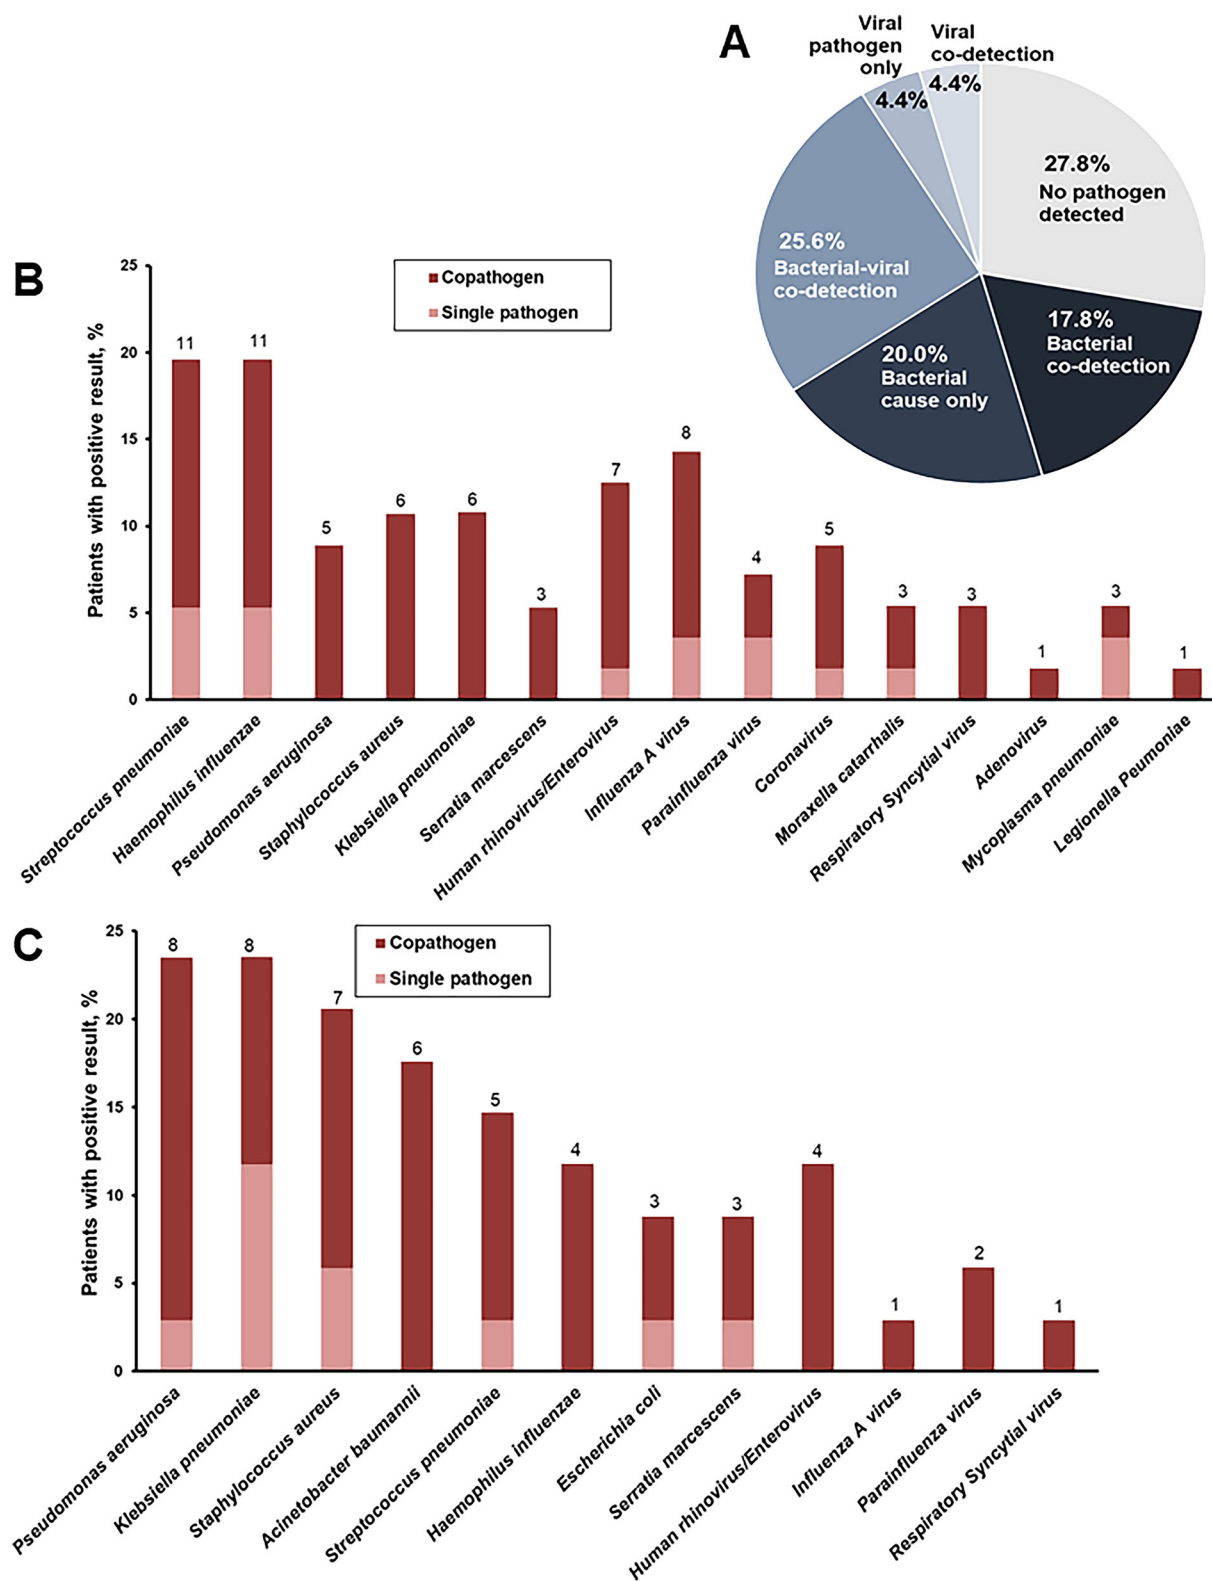 A
Viral
pathogen
only
4.4%
Viral
co-detection
4.4%
27.8%
No pathogen
detected
25.6%
Bacterial-viral
co-detection
20.0%
Bacterial
cause only
17.8%
Bacterial
co-detection
B
Patients with positive result, %
25
20
15
10
5
0
Copathogen
Single pathogen
11
11
5
6
6
3
7
8
4
5
3
3
1
3
1
Streptococcus pneumoniae
Haemophilus influenzae
Pseudomonas aeruginosa
Staphylococcus aureus
Klebsiella pneumoniae
Serratia marcescens
Human rhinovirus/Enterovirus
Influenza A virus
Parainfluenza virus
Coronavirus
Moraxella catarrhalis
Respiratory Syncytial virus
Adenovirus
Mycoplasma pneumoniae
Legionella Peumoniae
C
Patients with positive result, %
25
20
15
10
5
0
Copathogen
Single pathogen
8
8
7
6
5
4
3
3
4
1
2
1
Pseudomonas aeruginosa
Klebsiella pneumoniae
Staphylococcus aureus
Acinetobacter baumannii
Streptococcus pneumoniae
Haemophilus influenzae
Escherichia coli
Serratia marcescens
Human rhinovirus/Enterovirus
Influenza A virus
Parainfluenza virus
Respiratory Syncytial virus